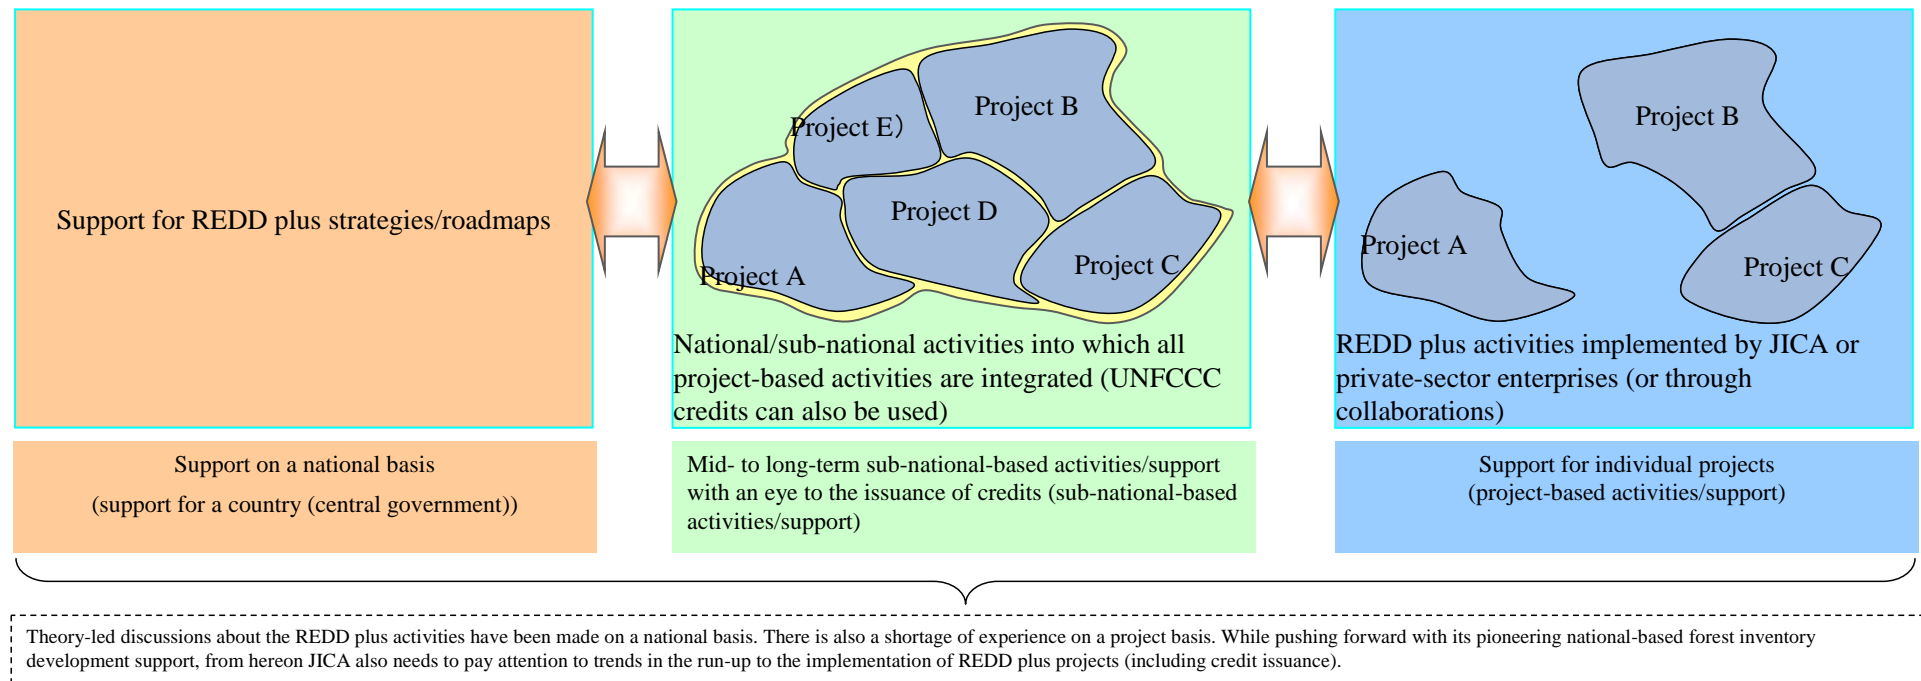 Support for REDD plus strategies/roadmaps
Project E）
Project B
Project D
Project A
Project C
National/sub-national activities into which all
project-based activities are integrated (UNFCCC
credits can also be used)
Project B
Project A
Project C
REDD plus activities implemented by JICA or
private-sector enterprises (or through
collaborations)
Support on a national basis
(support for a country (central government))
Mid- to long-term sub-national-based activities/support
with an eye to the issuance of credits (sub-national-based
activities/support)
Support for individual projects
(project-based activities/support)
Theory-led discussions about the REDD plus activities have been made on a national basis. There is also a shortage of experience on a project basis. While pushing forward with its pioneering national-based forest inventory
development support, from hereon JICA also needs to pay attention to trends in the run-up to the implementation of REDD plus projects (including credit issuance).